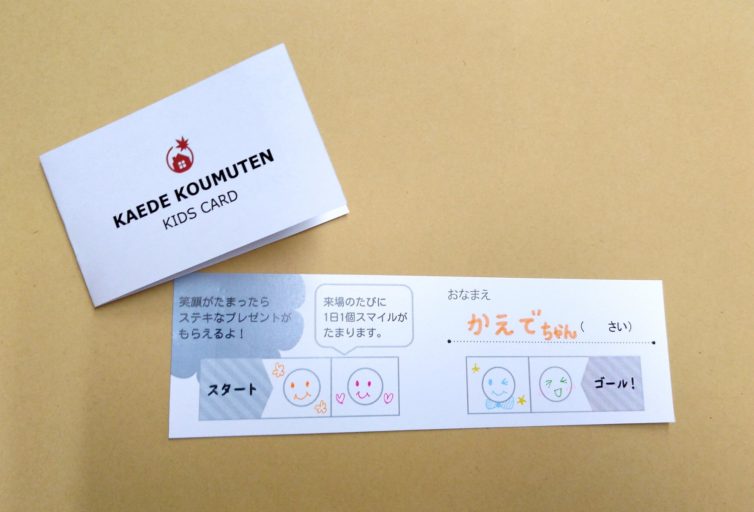 KAEDE KOUMUTEN
KIDS CARD
笑顔がたまったら
ステキなプレゼントが
もらえるよ！
来場のたびに
1日1個スマイルが
たまります。
スタート
おなまえ
かえでちゃん（　さい）
ゴール！